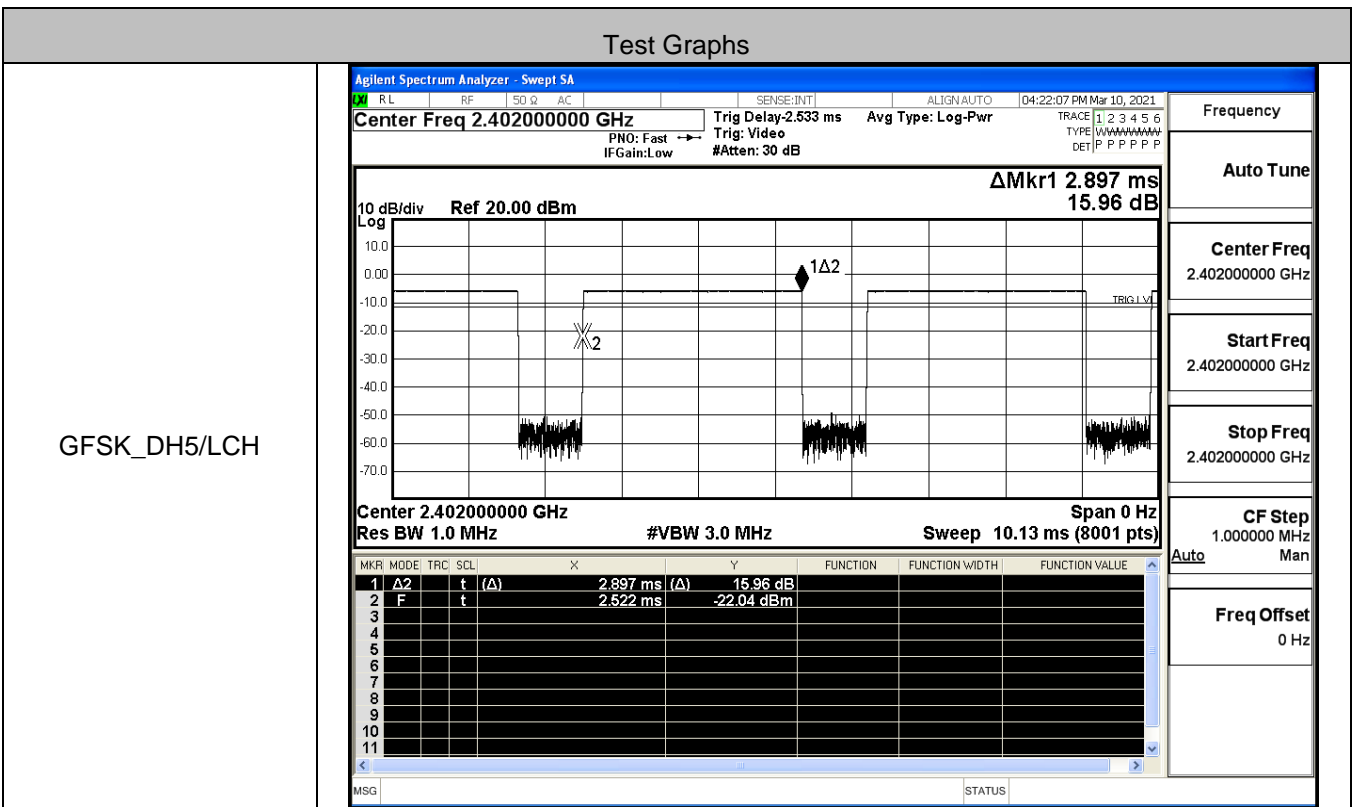 Test Graphs
GFSK_DH5/LCH
Agilent Spectrum Analyzer - Swept SA
LXI RL RF 50 Ω AC SENSE:INT ALIGN AUTO 04:22:07 PM Mar 10, 2021
Center Freq 2.402000000 GHz
PNO: Fast
IFGain:Low
Trig Delay-2.533 ms
Trig: Video
#Atten: 30 dB
Avg Type: Log-Pwr
TRACE 1 2 3 4 5 6
TYPE WWWWWW
DET P P P P P P
ΔMkr1 2.897 ms
15.96 dB
10 dB/div Ref 20.00 dBm
Log
10.0
0.00
-10.0
-20.0
-30.0
-40.0
-50.0
-60.0
-70.0
1Δ2
TRIG LVL
2
Center 2.402000000 GHz Span 0 Hz
Res BW 1.0 MHz #VBW 3.0 MHz Sweep 10.13 ms (8001 pts)
MKR MODE TRC SCL X Y FUNCTION FUNCTION WIDTH FUNCTION VALUE
1 Δ2 t (Δ) 2.897 ms (Δ) 15.96 dB
2 F t 2.522 ms -22.04 dBm
3
4
5
6
7
8
9
10
11
MSG STATUS
Frequency
Auto Tune
Center Freq
2.402000000 GHz
Start Freq
2.402000000 GHz
Stop Freq
2.402000000 GHz
CF Step
1.000000 MHz
Auto Man
Freq Offset
0 Hz